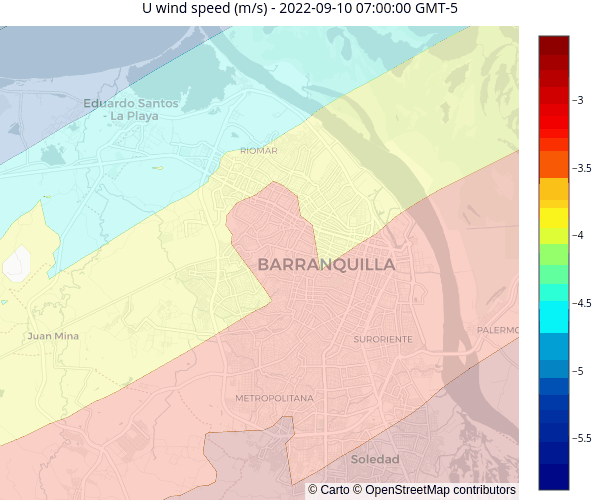 U wind speed (m/s) - 2022-09-10 07:00:00 GMT-5
Eduardo Santos
- La Playa
RIOMAR
BARRANQUILLA
Juan Mina
SURORIENTE
PALERMO
METROPOLITANA
Soledad
© Carto © OpenStreetMap contributors
−3
−3.5
−4
−4.5
−5
−5.5